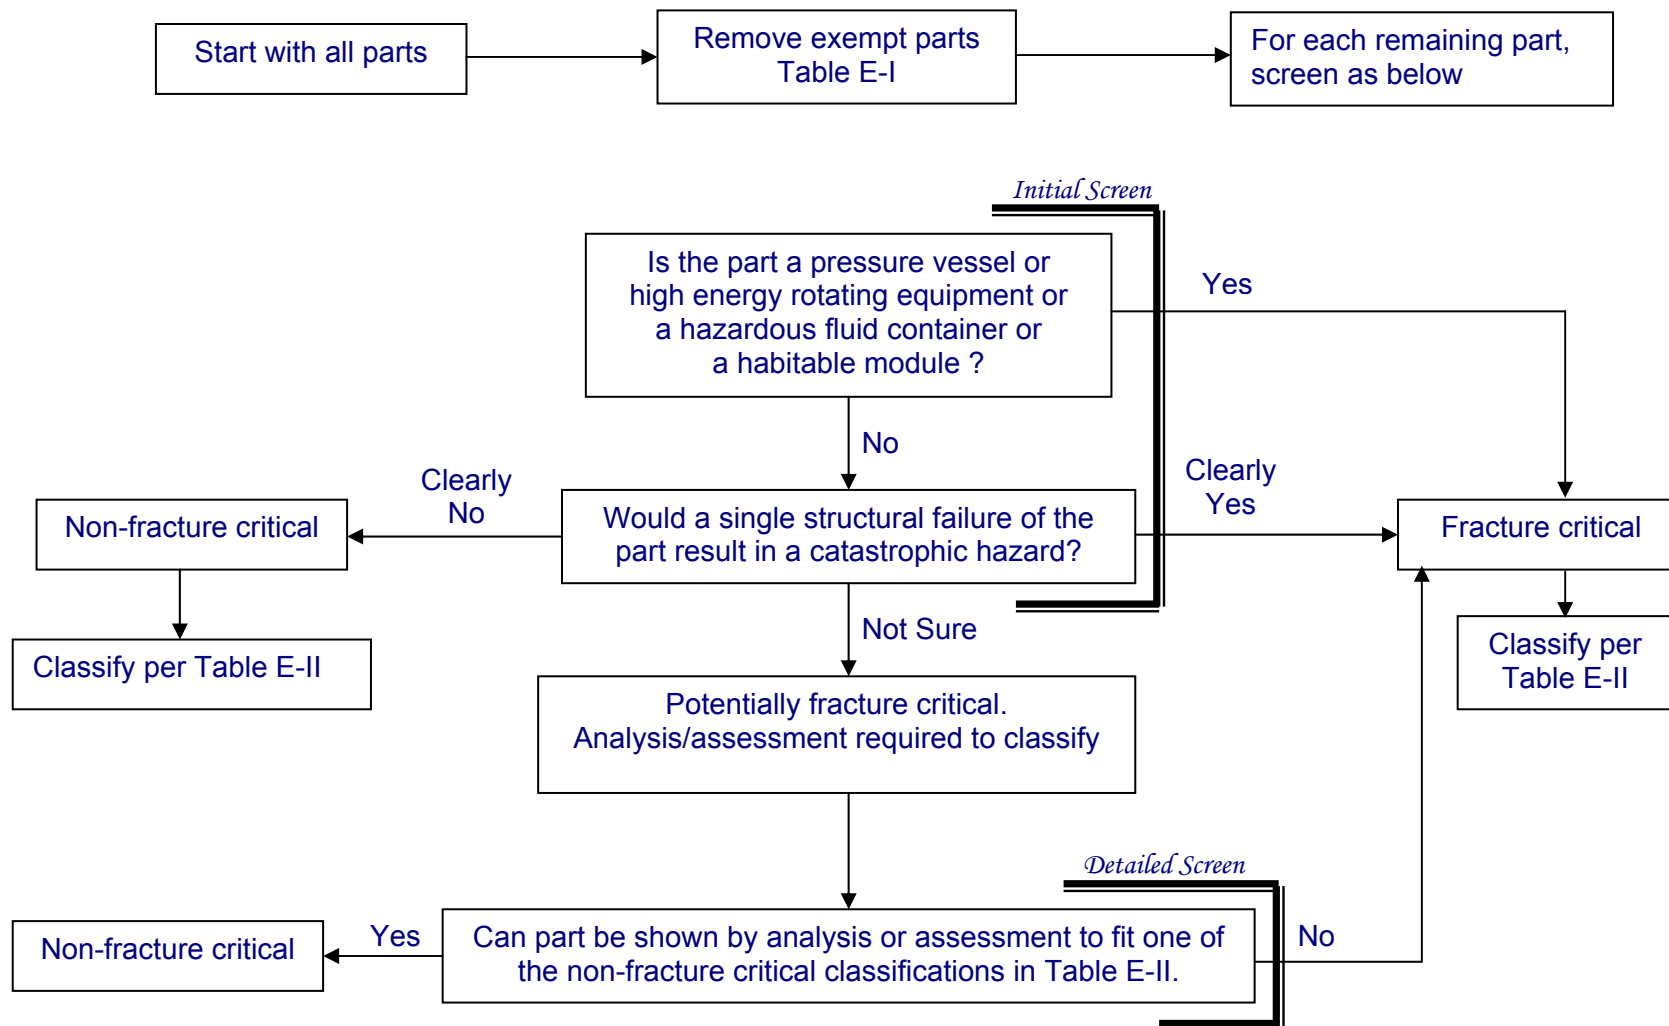 Start with all parts
Remove exempt parts
Table E-I
For each remaining part,
screen as below
Initial Screen
Is the part a pressure vessel or
high energy rotating equipment or
a hazardous fluid container or
a habitable module ?
Yes
No
Clearly
No
Clearly
Yes
Non-fracture critical
Would a single structural failure of the
part result in a catastrophic hazard?
Fracture critical
Not Sure
Classify per Table E-II
Classify per
Table E-II
Potentially fracture critical.
Analysis/assessment required to classify
Detailed Screen
Non-fracture critical
Yes
Can part be shown by analysis or assessment to fit one of
the non-fracture critical classifications in Table E-II.
No